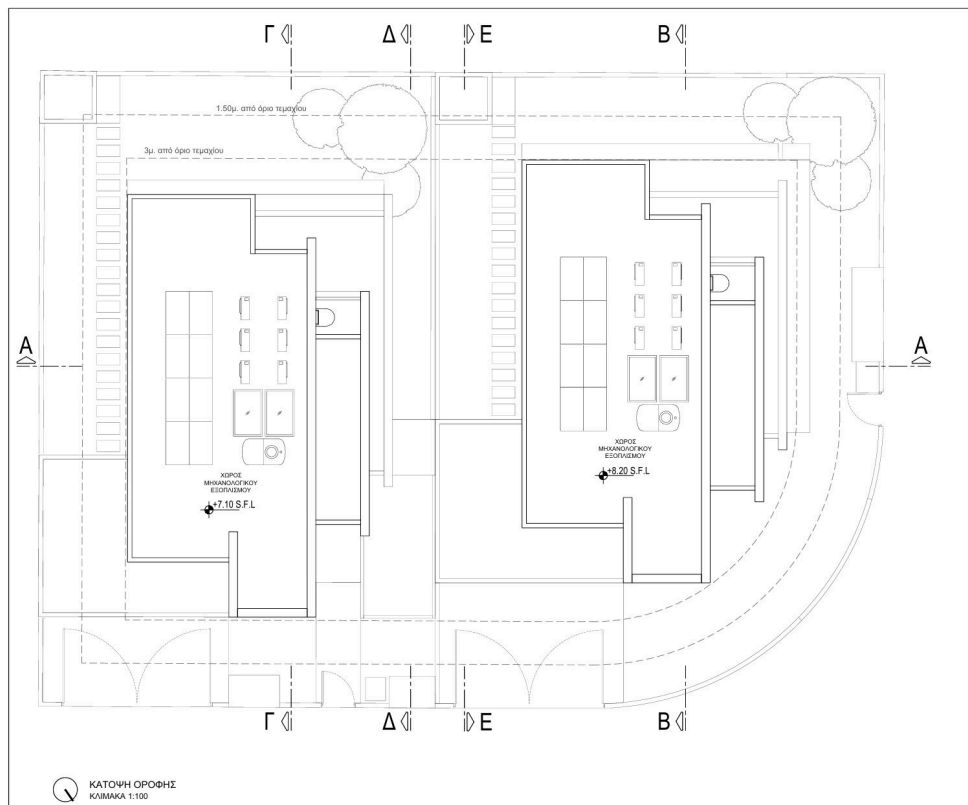 Γ Δ Ε Β
1.50μ. από όριο τεμαχίου
3μ. από όριο τεμαχίου
Α Α
ΧΩΡΟΣ
ΜΗΧΑΝΟΛΟΓΙΚΟΥ
ΕΞΟΠΛΙΣΜΟΥ
+7.10 S.F.L
ΧΩΡΟΣ
ΜΗΧΑΝΟΛΟΓΙΚΟΥ
ΕΞΟΠΛΙΣΜΟΥ
+8.20 S.F.L
Γ Δ Ε Β
ΚΑΤΟΨΗ ΟΡΟΦΗΣ
ΚΛΙΜΑΚΑ 1:100